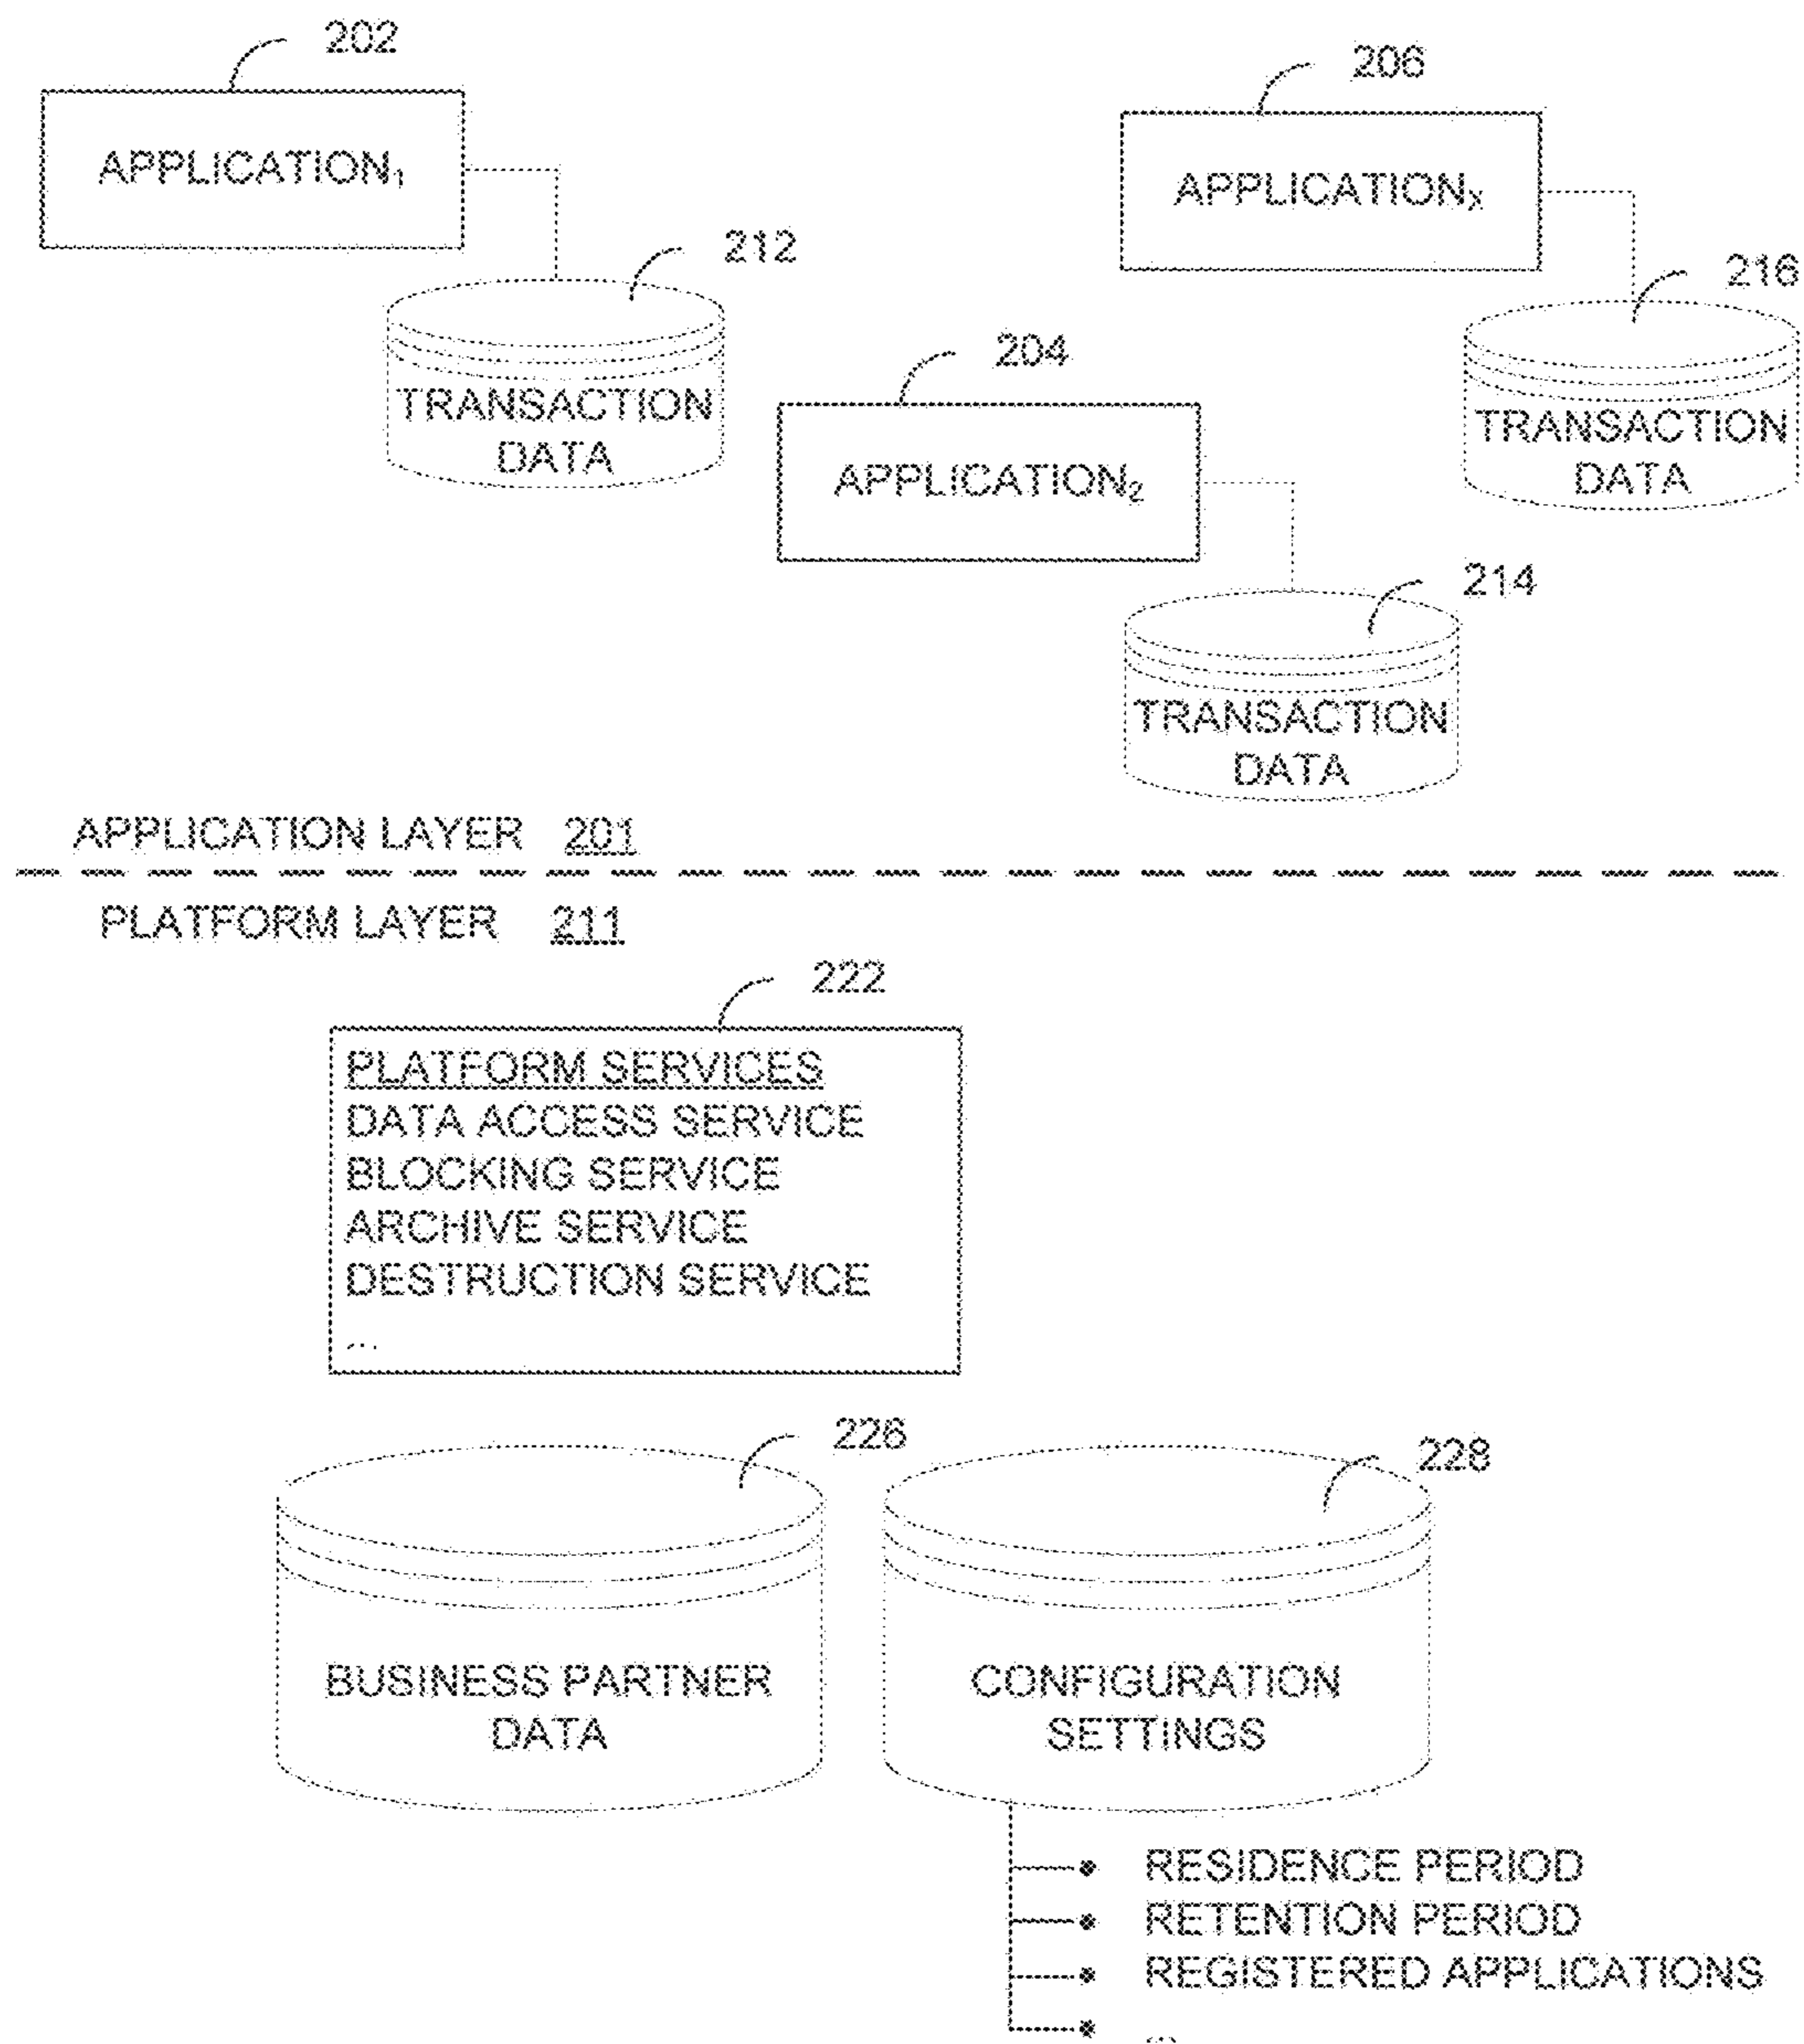 202
APPLICATION₁
206
APPLICATIONₓ
212
TRANSACTION
DATA
216
TRANSACTION
DATA
204
APPLICATION₂
214
TRANSACTION
DATA
APPLICATION LAYER 201
PLATFORM LAYER 211
222
PLATFORM SERVICES
DATA ACCESS SERVICE
BLOCKING SERVICE
ARCHIVE SERVICE
DESTRUCTION SERVICE
...
226
BUSINESS PARTNER
DATA
228
CONFIGURATION
SETTINGS
• RESIDENCE PERIOD
• RETENTION PERIOD
• REGISTERED APPLICATIONS
• ...